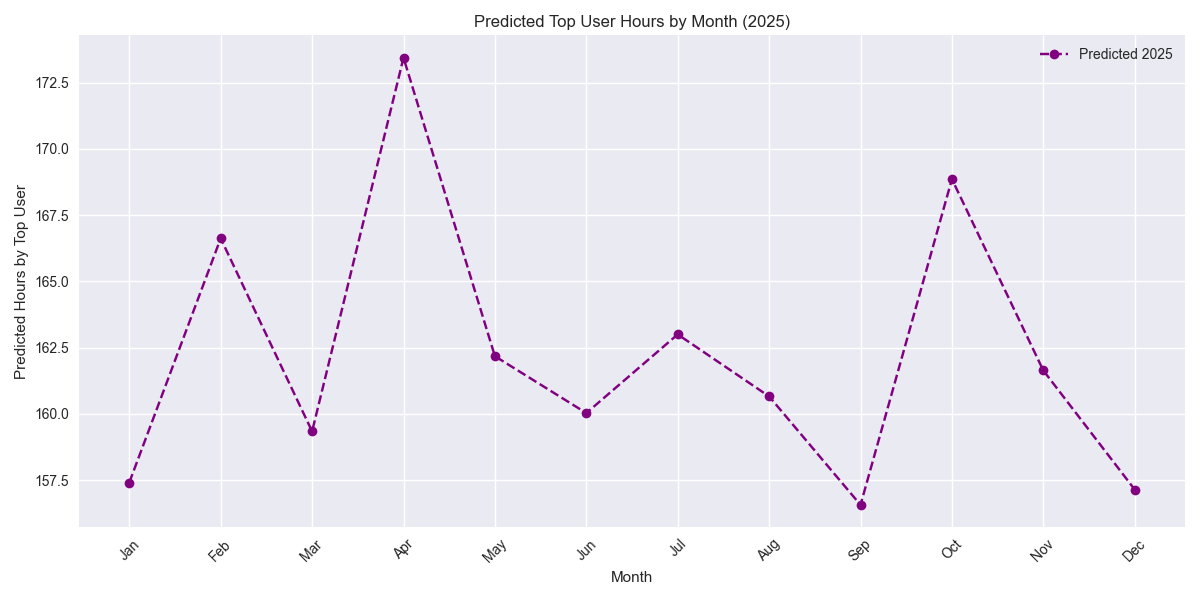 Predicted Top User Hours by Month (2025)
Predicted 2025
Predicted Hours by Top User
172.5
170.0
167.5
165.0
162.5
160.0
157.5
Jan
Feb
Mar
Apr
May
Jun
Jul
Aug
Sep
Oct
Nov
Dec
Month